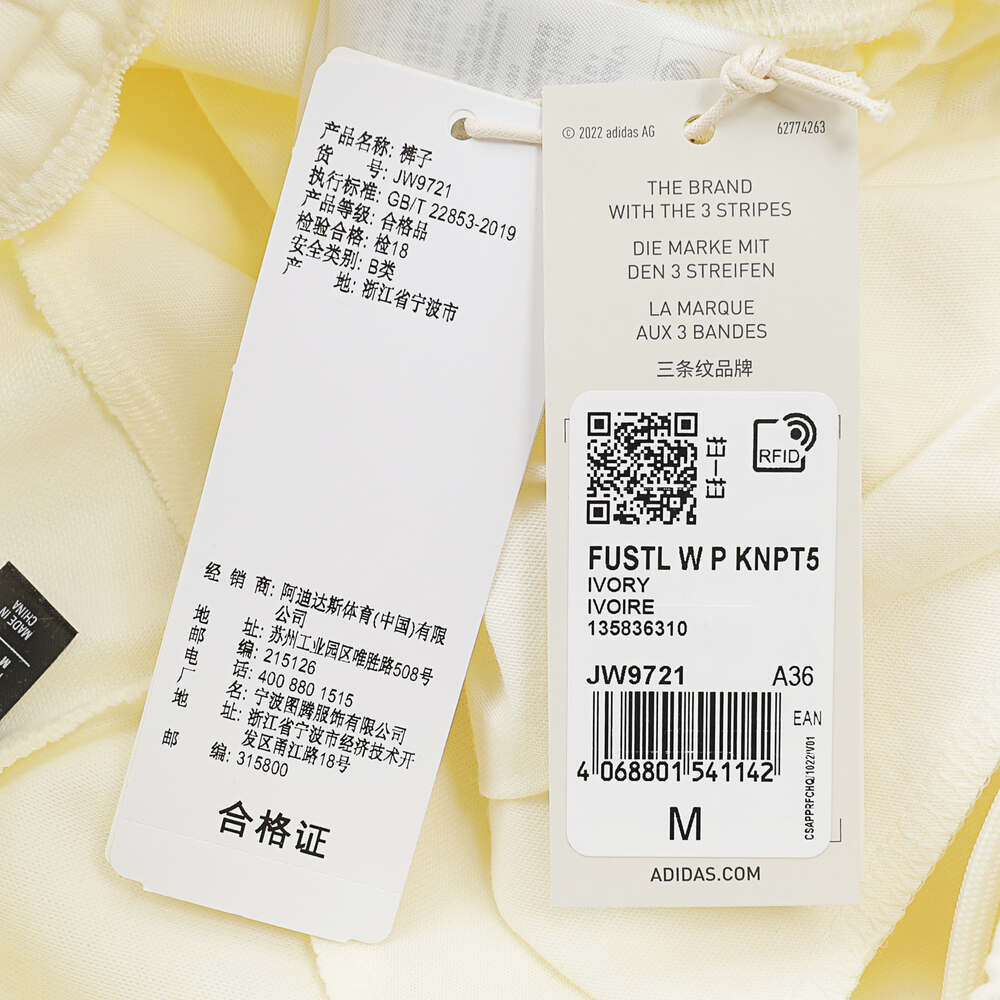 产品名称: 裤子
货 号: JW9721
执行标准: GB/T 22853-2019
产品等级: 合格品
检验合格: 检18
安全类别: B类
产 地: 浙江省宁波市
经 销 商: 阿迪达斯体育(中国)有限
公司
地 址: 苏州工业园区唯胜路508号
邮 编: 215126
电 话: 400 880 1515
厂 名: 宁波图腾服饰有限公司
地 址: 浙江省宁波市经济技术开
发区甬江路18号
邮 编: 315800
合格证
© 2022 adidas AG
62774263
THE BRAND
WITH THE 3 STRIPES
DIE MARKE MIT
DEN 3 STREIFEN
LA MARQUE
AUX 3 BANDES
三条纹品牌
扫一扫
RFID
FUSTL W P KNPT5
IVORY
IVOIRE
135836310
JW9721 A36
EAN
4 068801 541142
CSAPPRFCHQ/1022/V01
M
ADIDAS.COM
MADE IN
CHINA
M